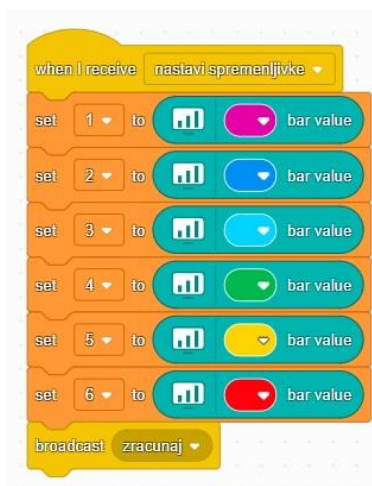 when I receive nastavi spremenljivke
set 1 to bar value
set 2 to bar value
set 3 to bar value
set 4 to bar value
set 5 to bar value
set 6 to bar value
broadcast zracunaj